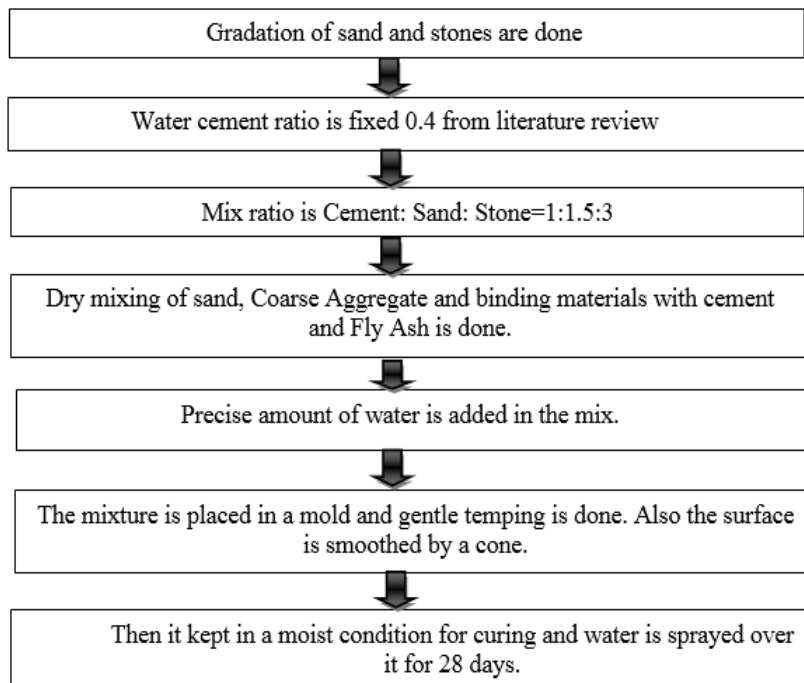 Gradation of sand and stones are done
Water cement ratio is fixed 0.4 from literature review
Mix ratio is Cement: Sand: Stone=1:1.5:3
Dry mixing of sand, Coarse Aggregate and binding materials with cement
and Fly Ash is done.
Precise amount of water is added in the mix.
The mixture is placed in a mold and gentle temping is done. Also the surface
is smoothed by a cone.
Then it kept in a moist condition for curing and water is sprayed over
it for 28 days.